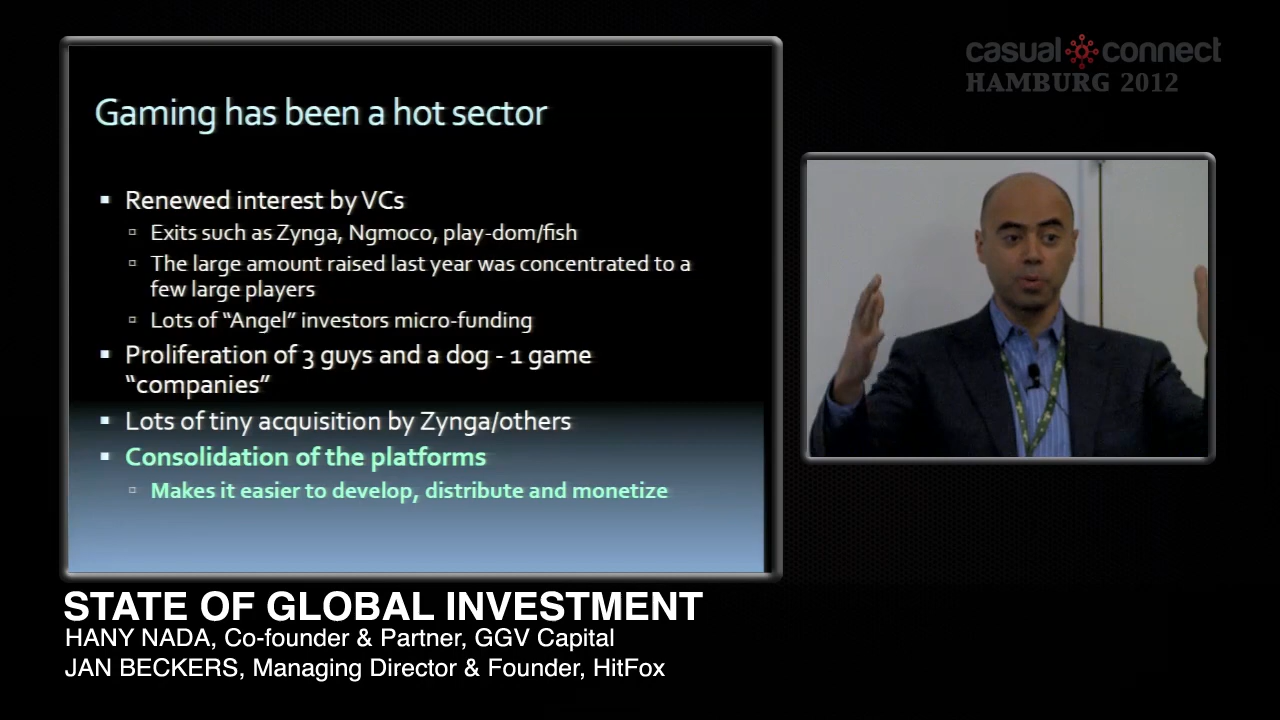 casual connect
HAMBURG 2012
Gaming has been a hot sector
Renewed interest by VCs
Exits such as Zynga, Ngmoco, play-dom/fish
The large amount raised last year was concentrated to a
few large players
Lots of “Angel” investors micro-funding
Proliferation of 3 guys and a dog - 1 game
“companies”
Lots of tiny acquisition by Zynga/others
Consolidation of the platforms
Makes it easier to develop, distribute and monetize
STATE OF GLOBAL INVESTMENT
HANY NADA, Co-founder & Partner, GGV Capital
JAN BECKERS, Managing Director & Founder, HitFox